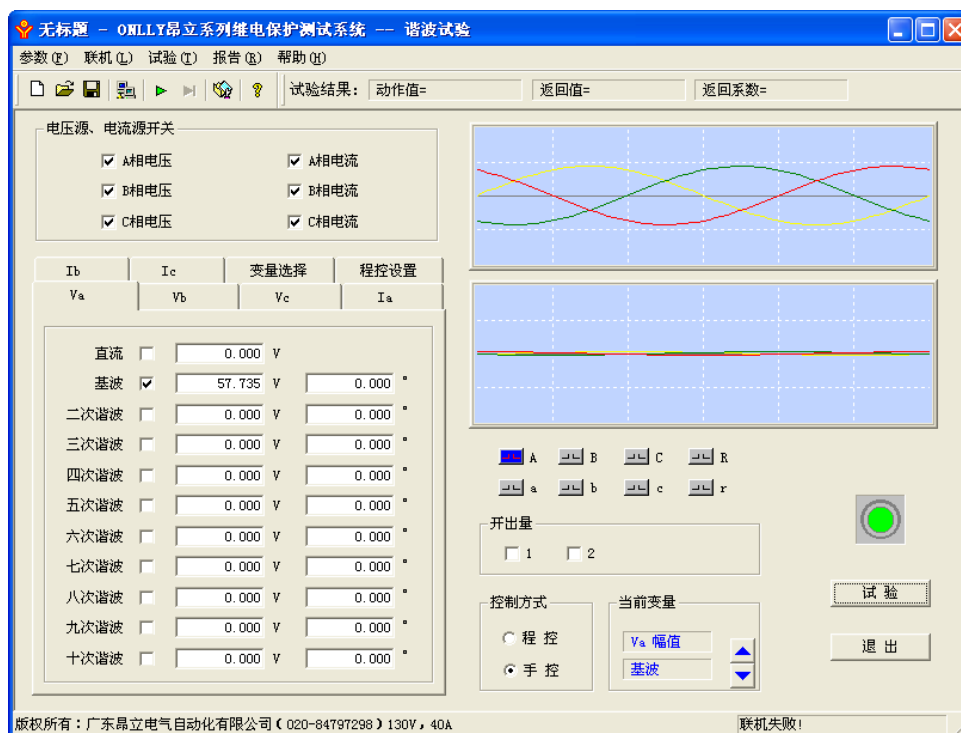 无标题 - ONLLY昂立系列继电保护测试系统 -- 谐波试验
参数(F) 联机(L) 试验(T) 报告(R) 帮助(H)
试验结果: 动作值= 返回值= 返回系数=
电压源、电流源开关
A相电压 A相电流
B相电压 B相电流
C相电压 C相电流
Ib Ic 变量选择 程控设置
Va Vb Vc Ia
直流 0.000 V
基波 57.735 V 0.000 °
二次谐波 0.000 V 0.000 °
三次谐波 0.000 V 0.000 °
四次谐波 0.000 V 0.000 °
五次谐波 0.000 V 0.000 °
六次谐波 0.000 V 0.000 °
七次谐波 0.000 V 0.000 °
八次谐波 0.000 V 0.000 °
九次谐波 0.000 V 0.000 °
十次谐波 0.000 V 0.000 °
A B C R
a b c r
开出量
1 2
控制方式
程 控
手 控
当前变量
Va 幅值
基波
试 验
退 出
版权所有：广东昂立电气自动化有限公司(020-84797298)130V，40A
联机失败!